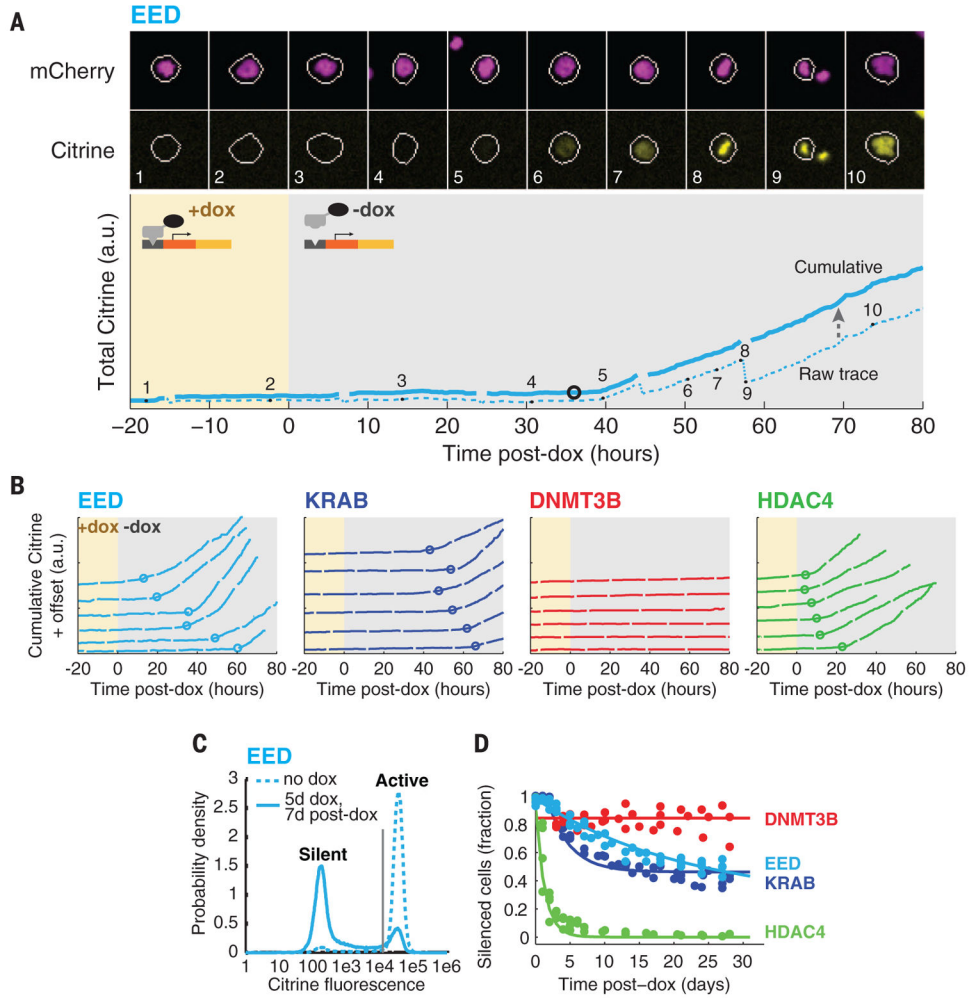 A
EED
mCherry
Citrine
1 2 3 4 5 6 7 8 9 10
+dox
-dox
Total Citrine (a.u.)
Cumulative
Raw trace
1 2 3 4 5 6 7 8 9 10
−20 −10 0 10 20 30 40 50 60 70 80
Time post-dox (hours)
B
EED
KRAB
DNMT3B
HDAC4
+dox -dox
Cumulative Citrine
+ offset (a.u.)
-20 0 20 40 60 80
-20 0 20 40 60 80
-20 0 20 40 60 80
-20 0 20 40 60 80
Time post-dox (hours)
Time post-dox (hours)
Time post-dox (hours)
Time post-dox (hours)
C
EED
no dox
5d dox,
7d post-dox
Active
Silent
Probability density
3
2.5
2
1.5
1
0.5
0
1 10 100 1e3 1e4 1e5 1e6
Citrine fluorescence
D
Silenced cells (fraction)
1
0.8
0.6
0.4
0.2
0
DNMT3B
EED
KRAB
HDAC4
0 5 10 15 20 25 30
Time post−dox (days)